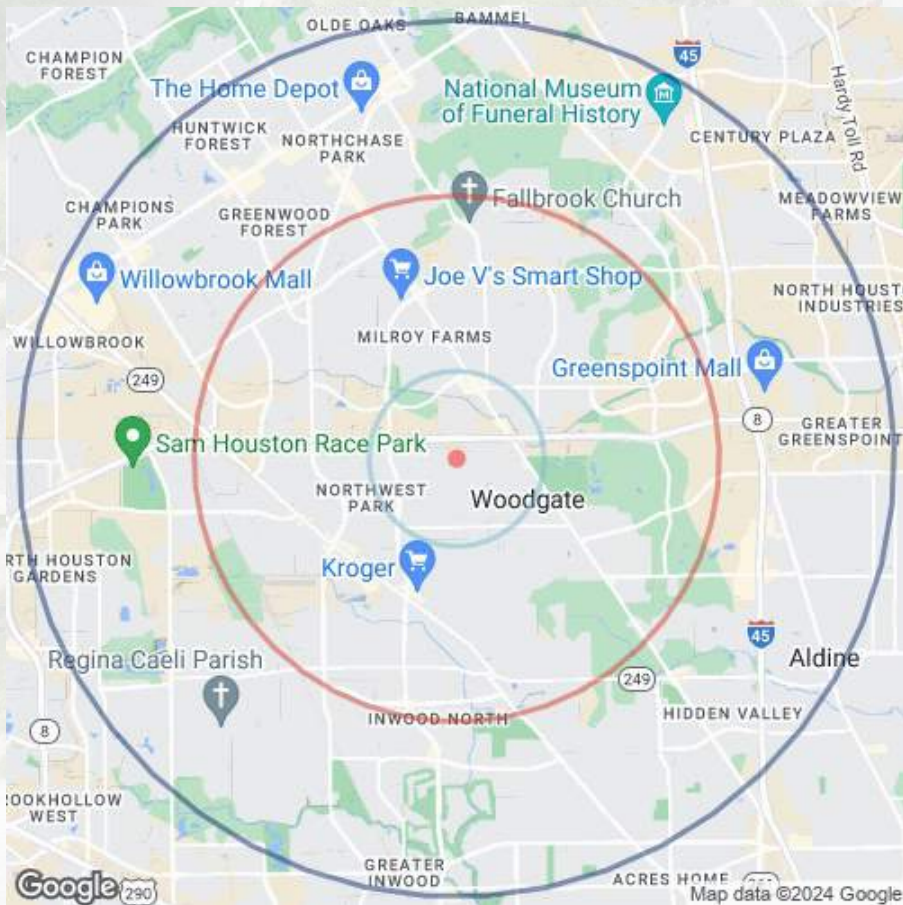 OLDE OAKS
BAMMEL
CHAMPION
FOREST
45
The Home Depot
National Museum
of Funeral History
Hardy Toll Rd
HUNTWICK
FOREST
NORTHCHASE
PARK
CENTURY PLAZA
Fallbrook Church
MEADOWVIEW
FARMS
CHAMPIONS
PARK
GREENWOOD
FOREST
Willowbrook Mall
Joe V's Smart Shop
NORTH HOUST
INDUSTRIES
WILLOWBROOK
MILROY FARMS
249
Greenspoint Mall
8
GREATER
GREENSPOINT
Sam Houston Race Park
NORTHWEST
PARK
Woodgate
RTH HOUSTON
GARDENS
Kroger
45
Regina Caeli Parish
Aldine
249
INWOOD NORTH
HIDDEN VALLEY
8
ROOKHOLLOW
WEST
GREATER
INWOOD
ACRES HOME
Google
290
Map data ©2024 Google